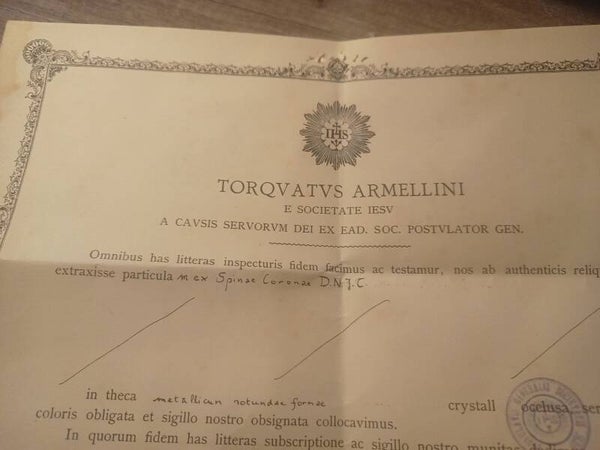 IHS
TORQVATVS ARMELLINI
E SOCIETATE IESV
A CAVSIS SERVORVM DEI EX EAD. SOC. POSTVLATOR GEN.
Omnibus has litteras inspecturis fidem facimus ac testamur, nos ab authenticis reliq
extraxisse particula m ex Spinae Coronae D.N.J.C.
in theca metallica rotundae formae crystall occlusa, ser
coloris obligata et sigillo nostro obsignata collocavimus.
In quorum fidem has litteras subscriptione ac sigillo nostro munitas